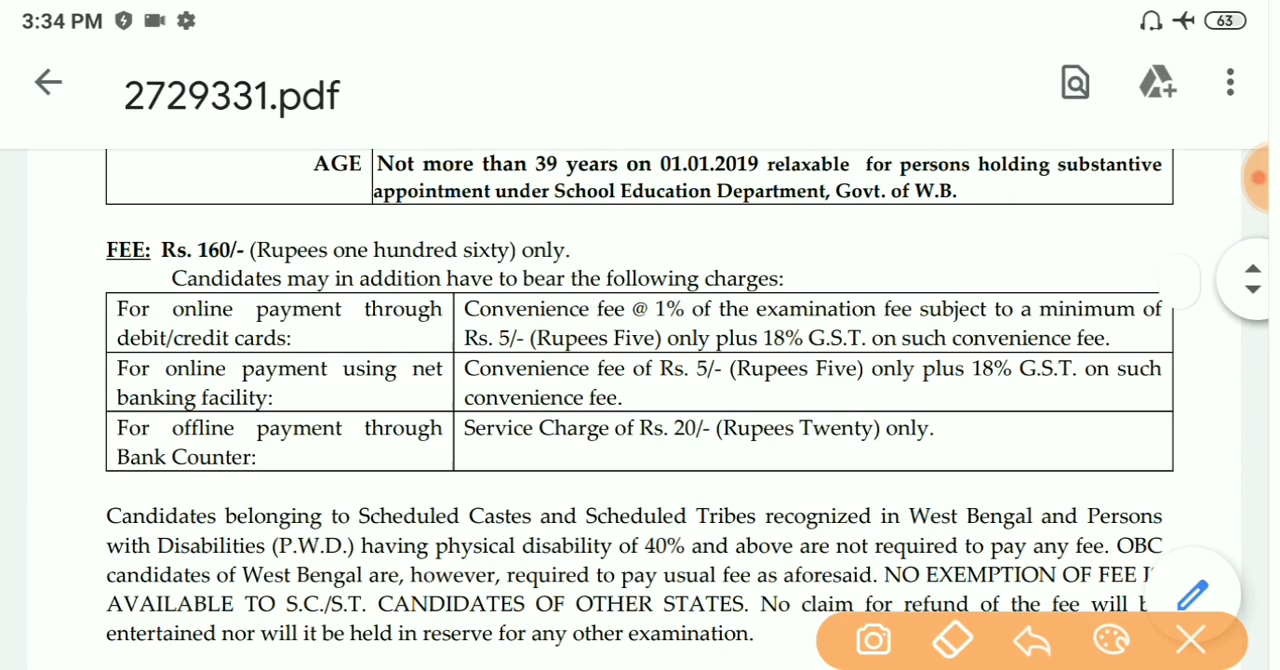 3:34 PM
63
2729331.pdf
AGE Not more than 39 years on 01.01.2019 relaxable for persons holding substantive
appointment under School Education Department, Govt. of W.B.
FEE: Rs. 160/- (Rupees one hundred sixty) only.
Candidates may in addition have to bear the following charges:
For online payment through debit/credit cards:
Convenience fee @ 1% of the examination fee subject to a minimum of
Rs. 5/- (Rupees Five) only plus 18% G.S.T. on such convenience fee.
For online payment using net banking facility:
Convenience fee of Rs. 5/- (Rupees Five) only plus 18% G.S.T. on such
convenience fee.
For offline payment through Bank Counter:
Service Charge of Rs. 20/- (Rupees Twenty) only.
Candidates belonging to Scheduled Castes and Scheduled Tribes recognized in West Bengal and Persons
with Disabilities (P.W.D.) having physical disability of 40% and above are not required to pay any fee. OBC
candidates of West Bengal are, however, required to pay usual fee as aforesaid. NO EXEMPTION OF FEE
AVAILABLE TO S.C./S.T. CANDIDATES OF OTHER STATES. No claim for refund of the fee will
entertained nor will it be held in reserve for any other examination.